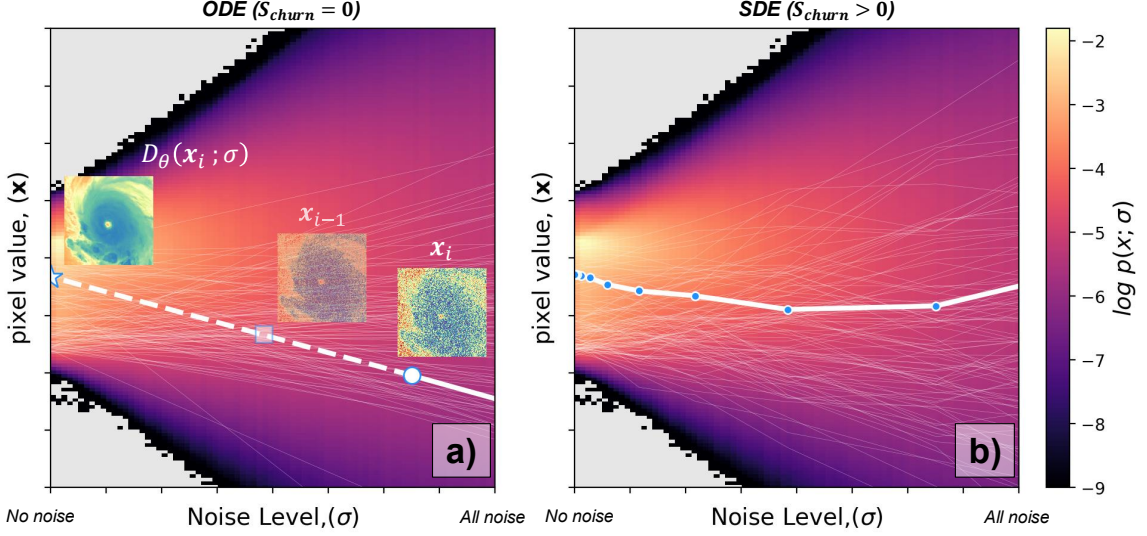 ODE (S_churn = 0)
SDE (S_churn > 0)
D_θ(x_i ; σ)
x_{i−1}
x_i
a)
b)
pixel value, (x)
pixel value, (x)
No noise
Noise Level,(σ)
All noise
No noise
Noise Level,(σ)
All noise
−2
−3
−4
−5
−6
−7
−8
−9
log p(x; σ)